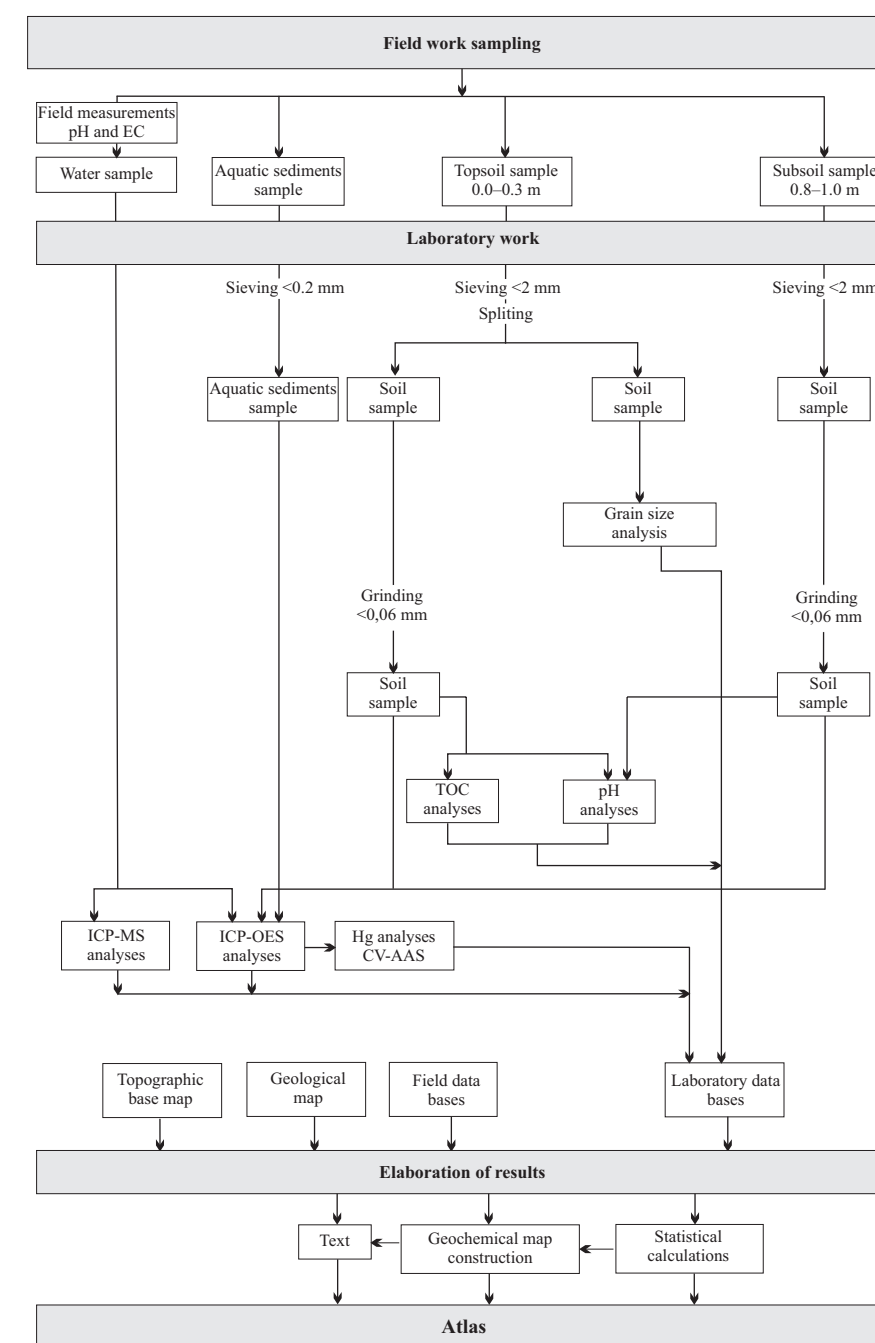 Field work sampling
Field measurements
pH and EC
Water sample
Aquatic sediments
sample
Topsoil sample
0.0–0.3 m
Subsoil sample
0.8–1.0 m
Laboratory work
Sieving <0.2 mm
Sieving <2 mm
Sieving <2 mm
Spliting
Aquatic sediments
sample
Soil
sample
Soil
sample
Soil
sample
Grain size
analysis
Grinding
<0,06 mm
Grinding
<0,06 mm
Soil
sample
Soil
sample
TOC
analyses
pH
analyses
ICP-MS
analyses
ICP-OES
analyses
Hg analyses
CV-AAS
Topographic
base map
Geological
map
Field data
bases
Laboratory data
bases
Elaboration of results
Text
Geochemical map
construction
Statistical
calculations
Atlas